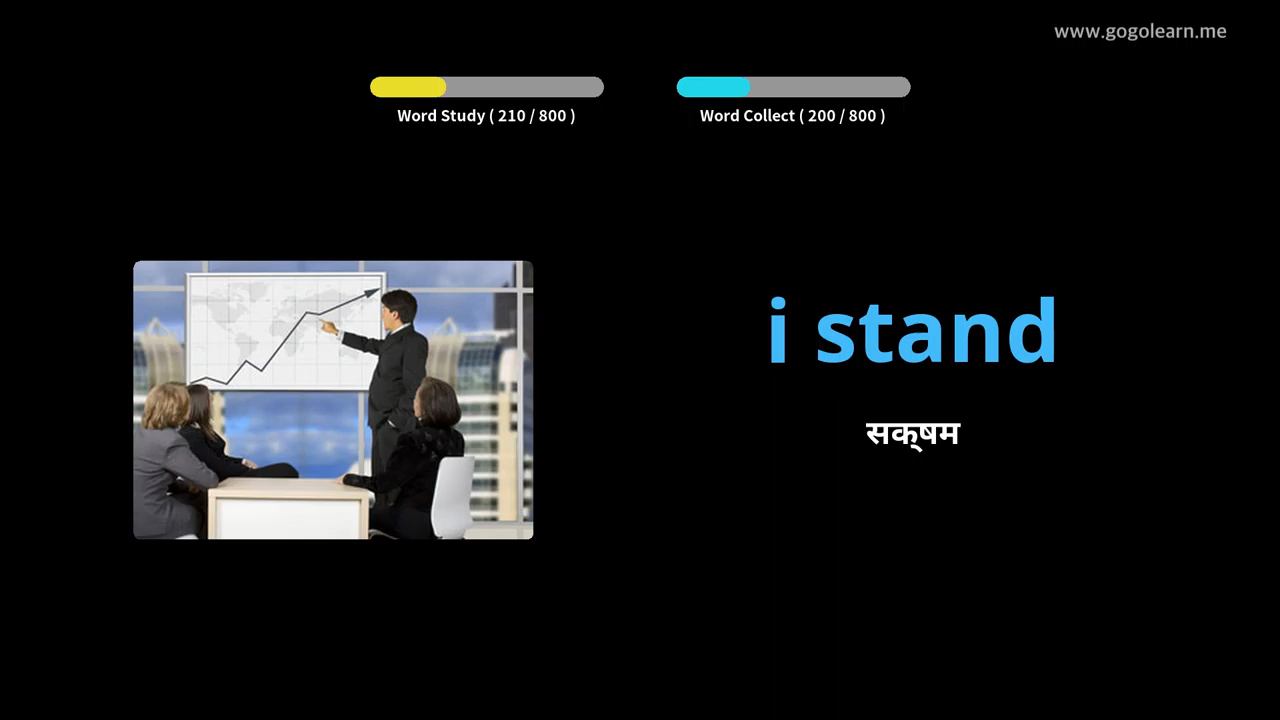 www.gogolearn.me
Word Study ( 210 / 800 )
Word Collect ( 200 / 800 )
i stand
सक्षम